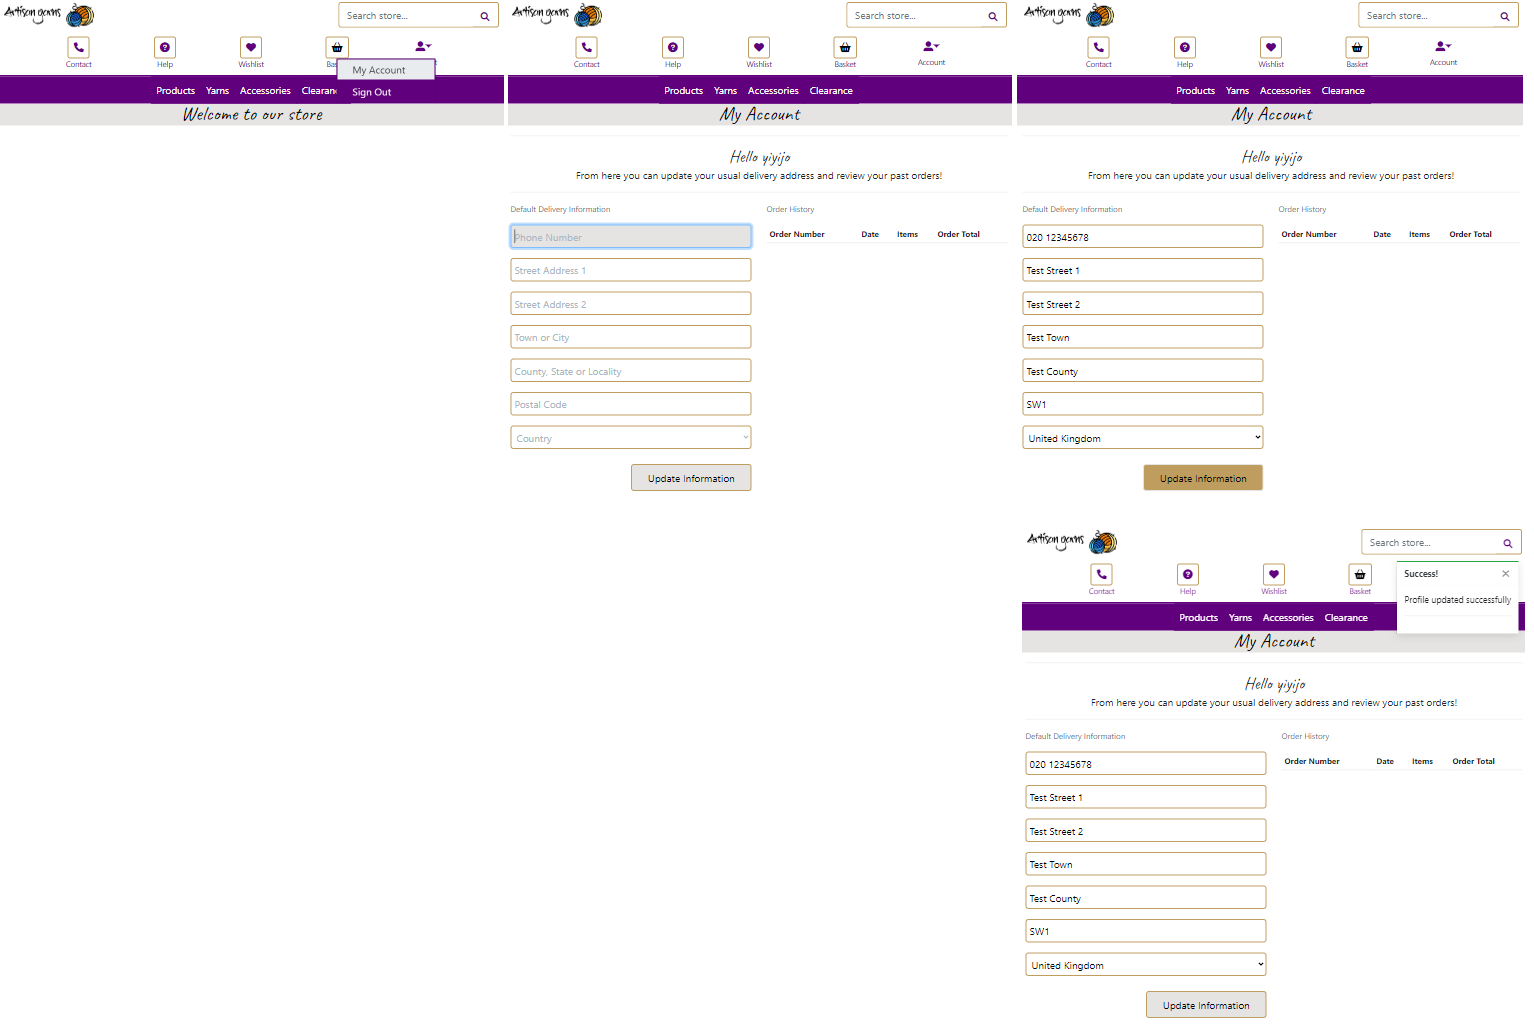 Artisan yarns
Search store...
Contact
Help
Wishlist
Bas
My Account
Sign Out
Products Yarns Accessories Clearanc
Welcome to our store
Artisan yarns
Search store...
Contact
Help
Wishlist
Basket
Account
Products Yarns Accessories Clearance
My Account
Hello yiyijo
From here you can update your usual delivery address and review your past orders!
Default Delivery Information
Phone Number
Street Address 1
Street Address 2
Town or City
County, State or Locality
Postal Code
Country
Update Information
Order History
Order Number Date Items Order Total
Artisan yarns
Search store...
Contact
Help
Wishlist
Basket
Account
Products Yarns Accessories Clearance
My Account
Hello yiyijo
From here you can update your usual delivery address and review your past orders!
Default Delivery Information
020 12345678
Test Street 1
Test Street 2
Test Town
Test County
SW1
United Kingdom
Update Information
Order History
Order Number Date Items Order Total
Artisan yarns
Search store...
Contact
Help
Wishlist
Basket
Success!
Profile updated successfully
Products Yarns Accessories Clearance
My Account
Hello yiyijo
From here you can update your usual delivery address and review your past orders!
Default Delivery Information
020 12345678
Test Street 1
Test Street 2
Test Town
Test County
SW1
United Kingdom
Update Information
Order History
Order Number Date Items Order Total